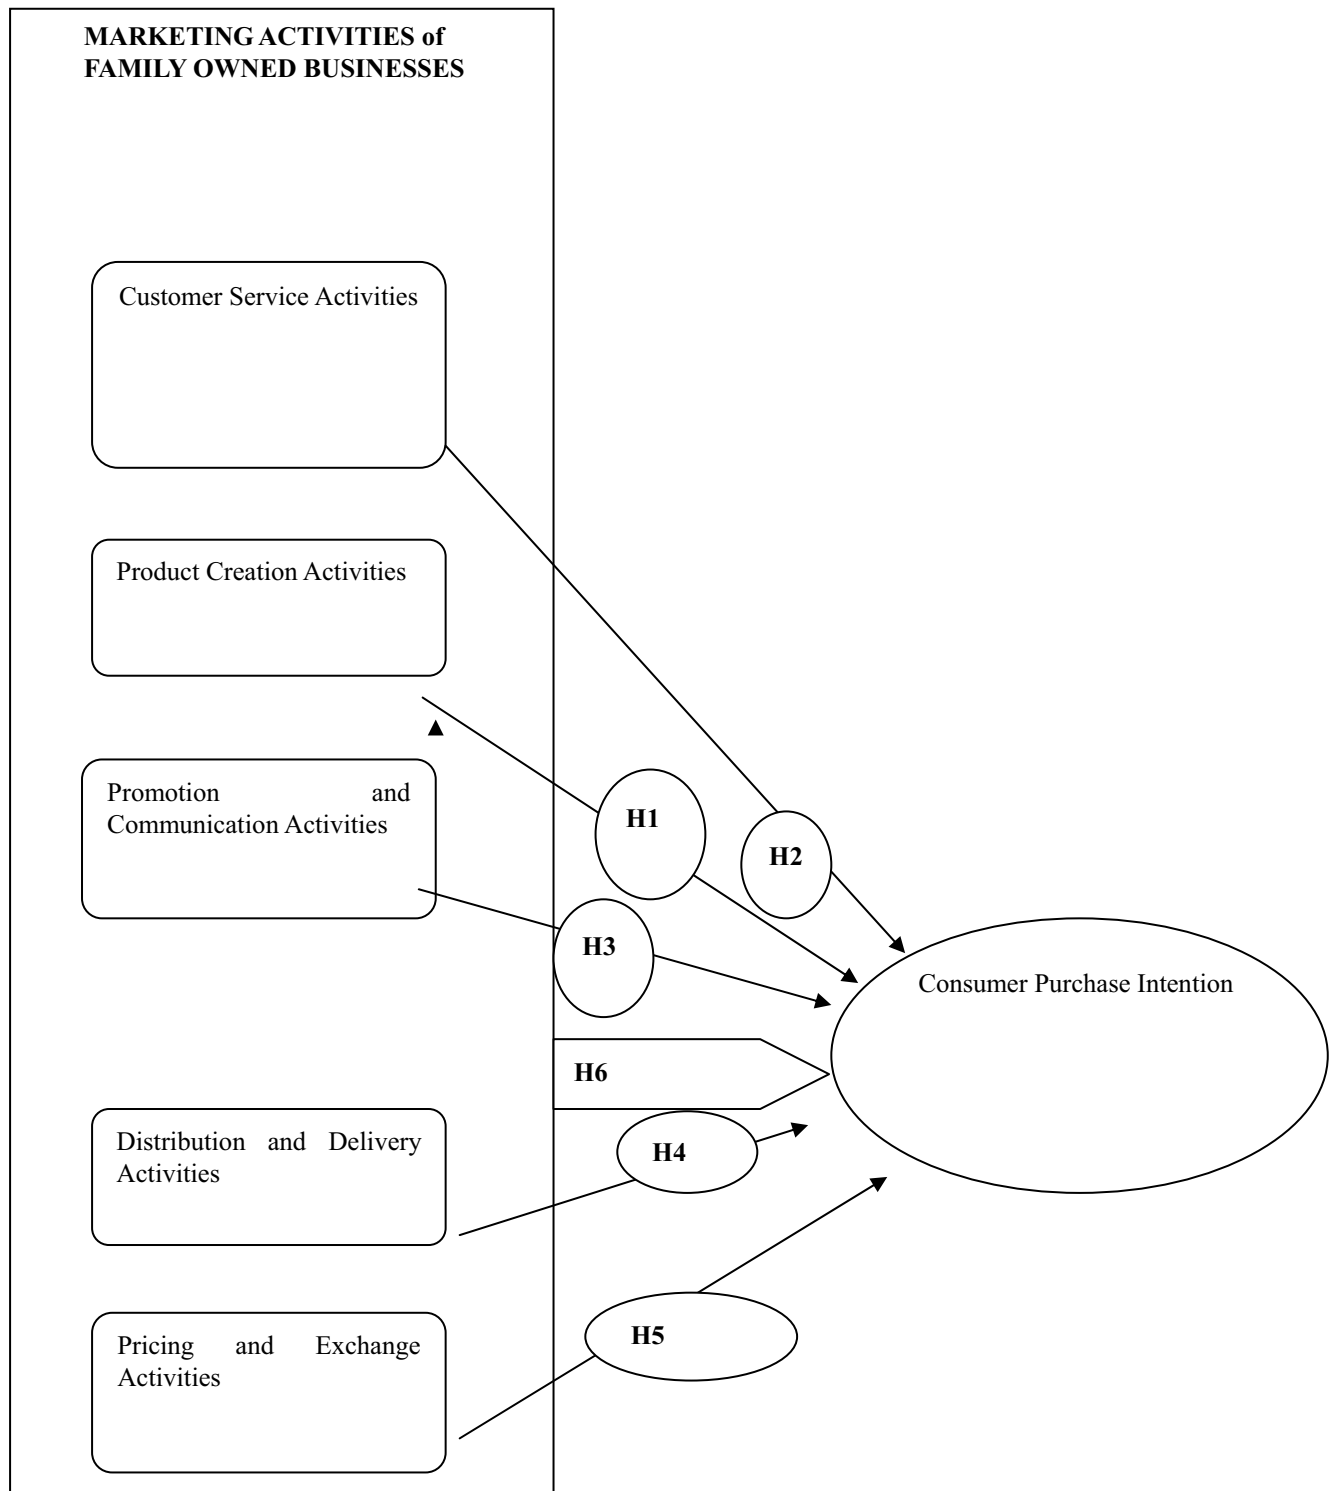 MARKETING ACTIVITIES of
FAMILY OWNED BUSINESSES
Customer Service Activities
Product Creation Activities
Promotion and
Communication Activities
H1
H2
H3
Consumer Purchase Intention
H6
Distribution and Delivery
Activities
H4
Pricing and Exchange
Activities
H5